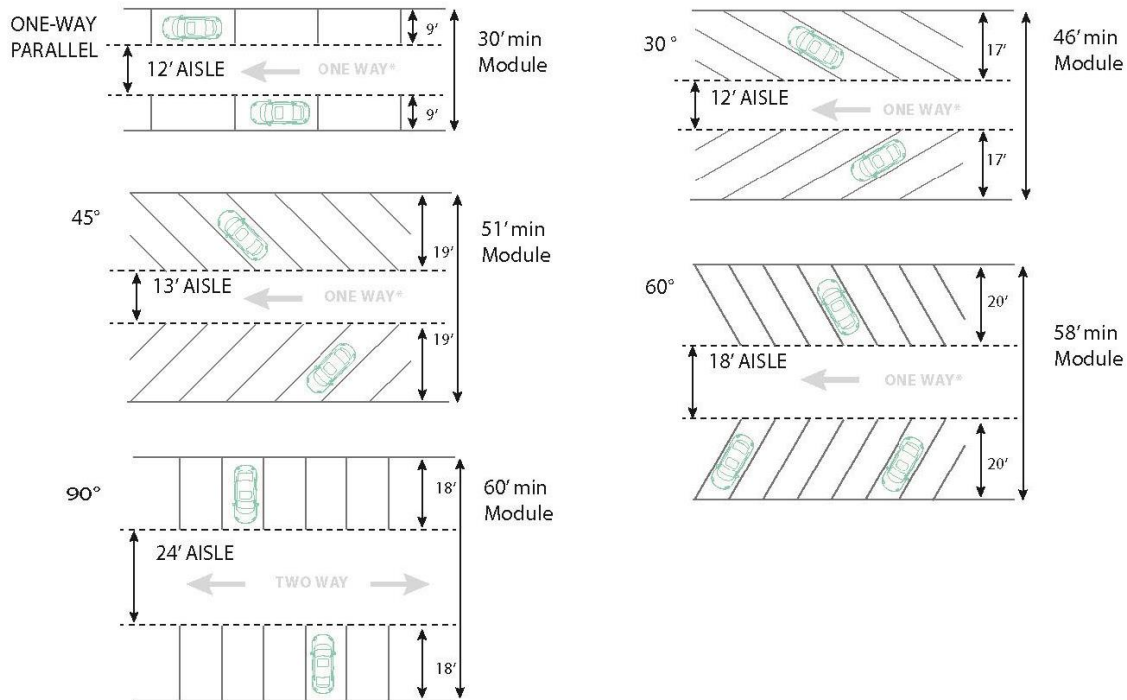 ONE-WAY
PARALLEL
9'
12' AISLE
ONE WAY*
9'
30' min
Module
30°
17'
12' AISLE
ONE WAY*
17'
46' min
Module
45°
19'
13' AISLE
ONE WAY*
19'
51' min
Module
60°
20'
18' AISLE
ONE WAY*
20'
58' min
Module
90°
18'
24' AISLE
TWO WAY
18'
60' min
Module